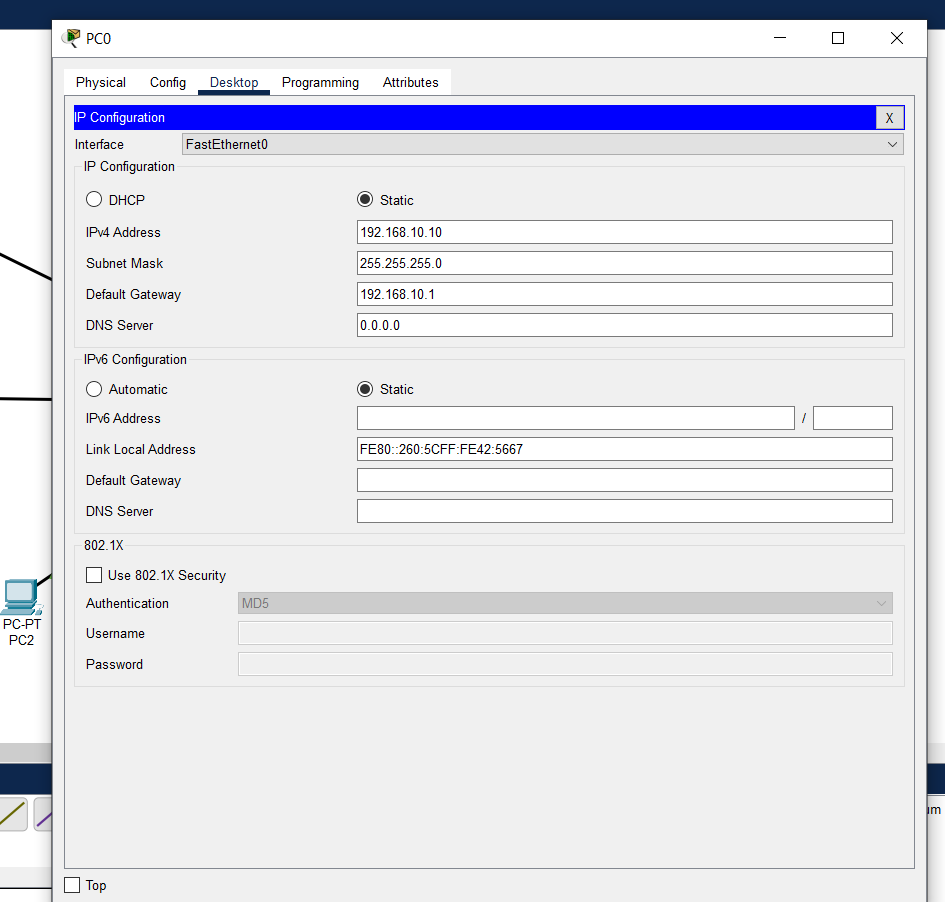 PC0
Physical Config Desktop Programming Attributes
IP Configuration X
Interface FastEthernet0
IP Configuration
DHCP Static
IPv4 Address 192.168.10.10
Subnet Mask 255.255.255.0
Default Gateway 192.168.10.1
DNS Server 0.0.0.0
IPv6 Configuration
Automatic Static
IPv6 Address /
Link Local Address FE80::260:5CFF:FE42:5667
Default Gateway
DNS Server
802.1X
Use 802.1X Security
Authentication MD5
Username
Password
Top
PC-PT
PC2